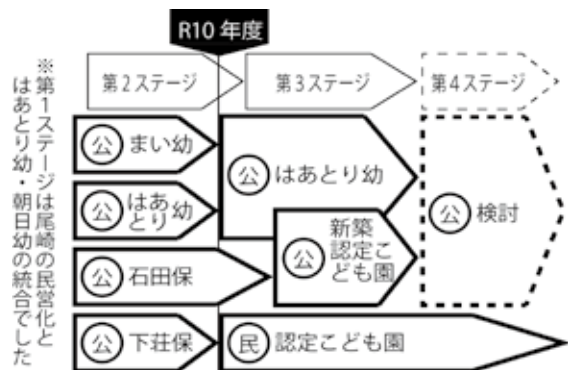 R10年度
第2ステージ
第3ステージ
第4ステージ
※第1ステージは尾崎の民営化と
はあとり幼・朝日幼の統合でした
公 まい幼
公 はあとり 幼
公 石田保
公 下荘保
公 はあとり幼
公 新築
認定こ
ども園
民 認定こども園
公 検討